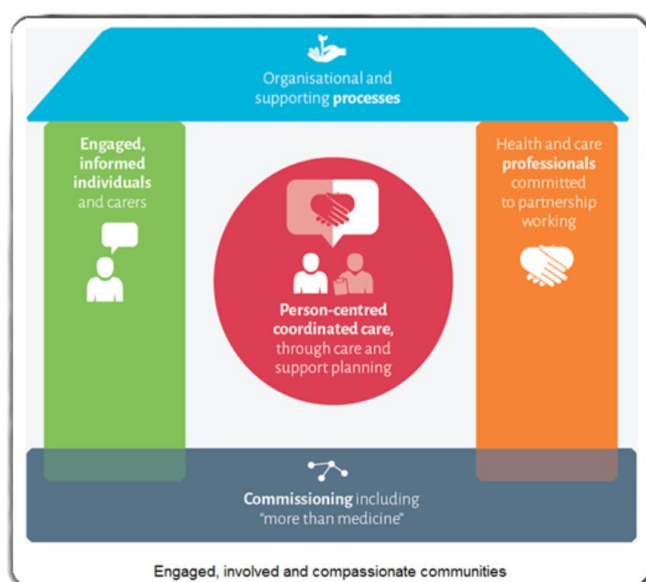 Organisational and
supporting processes
Engaged,
informed
individuals
and carers
Health and care
professionals
committed
to partnership
working
Person-centred
coordinated care,
through care and
support planning
Commissioning including
“more than medicine”
Engaged, involved and compassionate communities